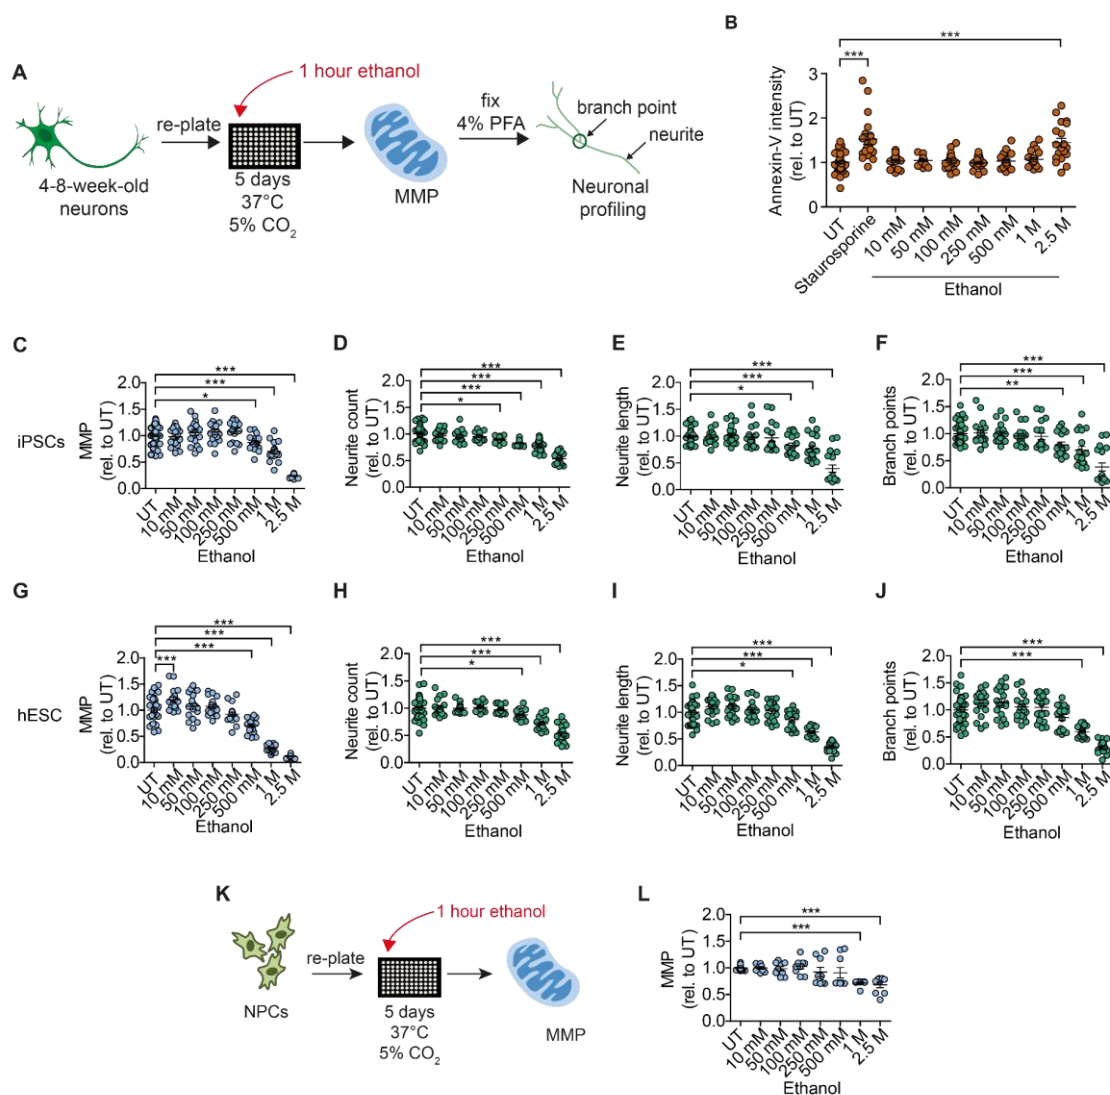 A
1 hour ethanol
re-plate
4-8-week-old
neurons
5 days
37°C
5% CO2
MMP
fix
4% PFA
branch point
neurite
Neuronal
profiling
B
***
***
Annexin-V intensity
(rel. to UT)
3
2
1
0
UT
Staurosporine
10 mM
50 mM
100 mM
250 mM
500 mM
1 M
2.5 M
Ethanol
iPSCs
C
***
***
*
MMP
(rel. to UT)
2.0
1.5
1.0
0.5
0.0
UT
10 mM
50 mM
100 mM
250 mM
500 mM
1 M
2.5 M
Ethanol
D
***
***
***
*
Neurite count
(rel. to UT)
2.0
1.5
1.0
0.5
0.0
UT
10 mM
50 mM
100 mM
250 mM
500 mM
1 M
2.5 M
Ethanol
E
***
***
*
Neurite length
(rel. to UT)
2.0
1.5
1.0
0.5
0.0
UT
10 mM
50 mM
100 mM
250 mM
500 mM
1 M
2.5 M
Ethanol
F
***
***
**
Branch points
(rel. to UT)
2.0
1.5
1.0
0.5
0.0
UT
10 mM
50 mM
100 mM
250 mM
500 mM
1 M
2.5 M
Ethanol
hESC
G
***
***
***
***
MMP
(rel. to UT)
2.0
1.5
1.0
0.5
0.0
UT
10 mM
50 mM
100 mM
250 mM
500 mM
1 M
2.5 M
Ethanol
H
***
***
*
Neurite count
(rel. to UT)
2.0
1.5
1.0
0.5
0.0
UT
10 mM
50 mM
100 mM
250 mM
500 mM
1 M
2.5 M
Ethanol
I
***
***
*
Neurite length
(rel. to UT)
2.0
1.5
1.0
0.5
0.0
UT
10 mM
50 mM
100 mM
250 mM
500 mM
1 M
2.5 M
Ethanol
J
***
***
Branch points
(rel. to UT)
2.0
1.5
1.0
0.5
0.0
UT
10 mM
50 mM
100 mM
250 mM
500 mM
1 M
2.5 M
Ethanol
K
1 hour ethanol
re-plate
NPCs
5 days
37°C
5% CO2
MMP
L
***
***
MMP
(rel. to UT)
2.0
1.5
1.0
0.5
0.0
UT
10 mM
50 mM
100 mM
250 mM
500 mM
1 M
2.5 M
Ethanol